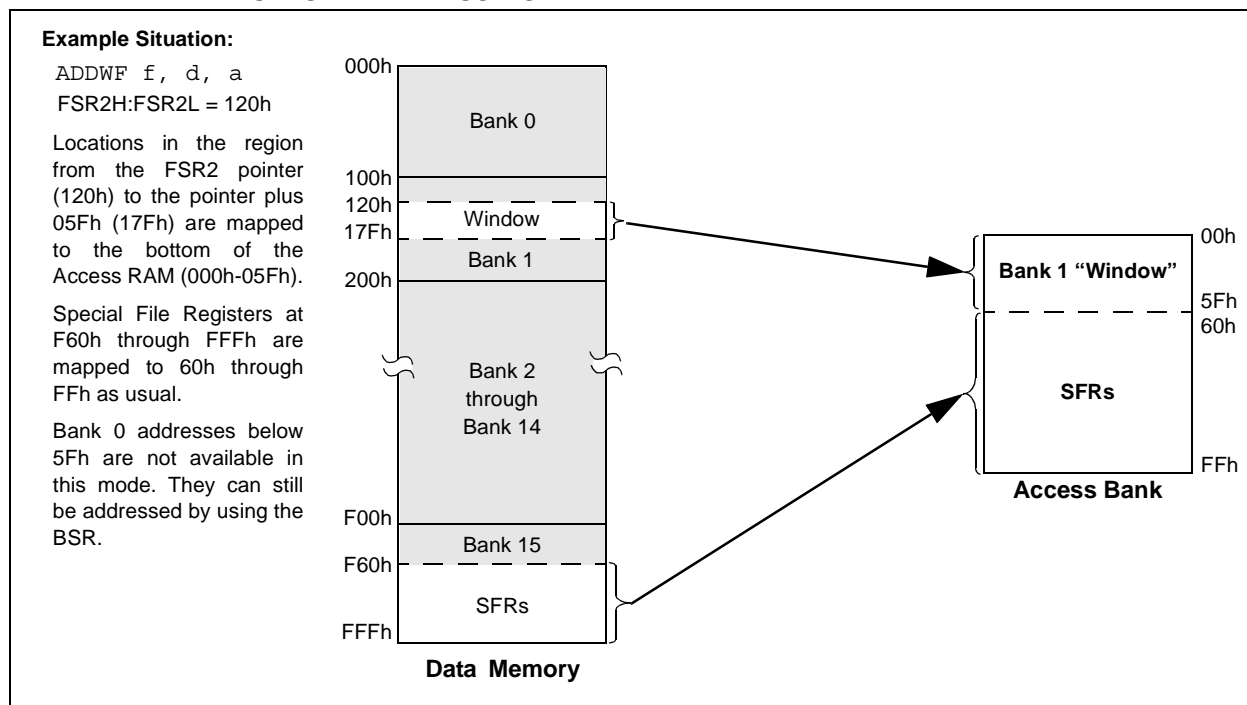 Example Situation:
ADDWF f, d, a
FSR2H:FSR2L = 120h
Locations in the region
from the FSR2 pointer
(120h) to the pointer plus
05Fh (17Fh) are mapped
to the bottom of the
Access RAM (000h-05Fh).
Special File Registers at
F60h through FFFh are
mapped to 60h through
FFh as usual.
Bank 0 addresses below
5Fh are not available in
this mode. They can still
be addressed by using the
BSR.
000h
Bank 0
100h
120h
Window
17Fh
Bank 1
200h
Bank 2
through
Bank 14
F00h
Bank 15
F60h
SFRs
FFFh
Data Memory
00h
Bank 1 “Window”
5Fh
60h
SFRs
FFh
Access Bank